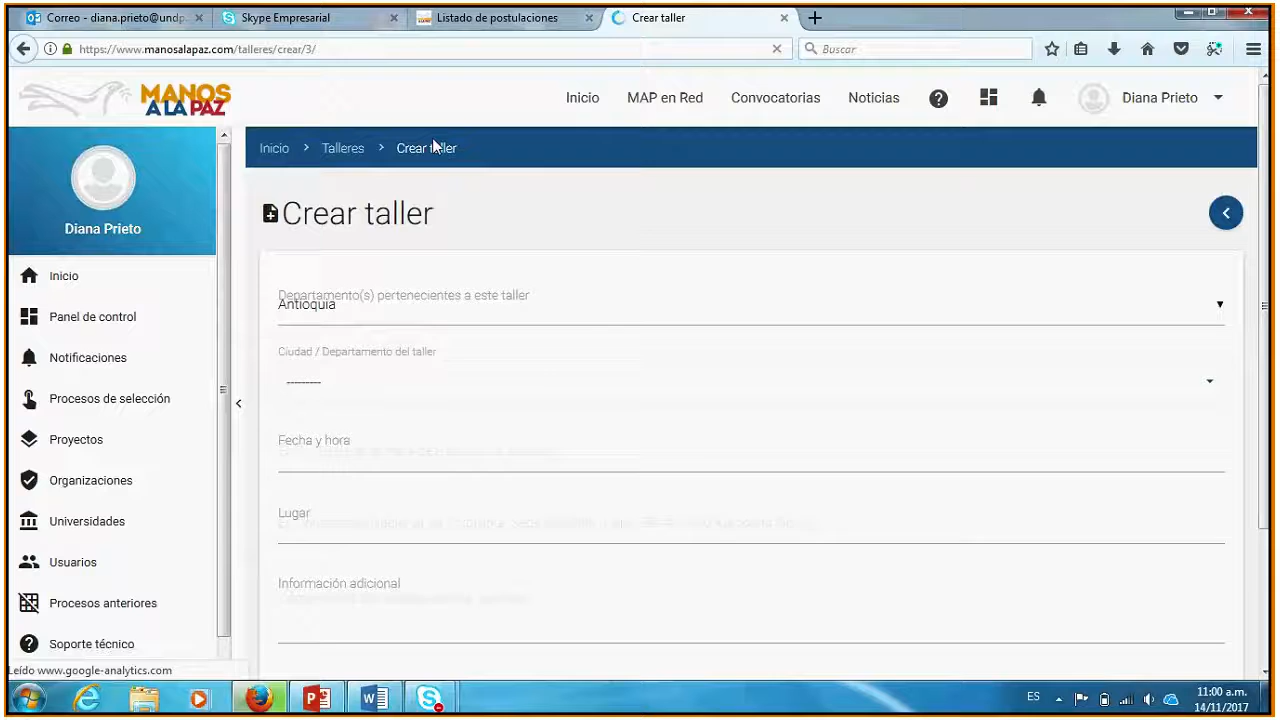 Correo - diana.prieto@undp
Skype Empresarial
Listado de postulaciones
Crear taller
https://www.manosalapaz.com/talleres/crear/3/
Buscar
MANOS
A LA PAZ
Inicio
MAP en Red
Convocatorias
Noticias
Diana Prieto
Inicio > Talleres > Crear taller
Diana Prieto
Crear taller
Inicio
Panel de control
Notificaciones
Procesos de selección
Proyectos
Organizaciones
Universidades
Usuarios
Procesos anteriores
Soporte técnico
Departamento(s) pertenecientes a este taller
Antioquia
Ciudad / Departamento del taller
---------
Fecha y hora
Lugar
Información adicional
Leído www.google-analytics.com
ES
11:00 a.m.
14/11/2017